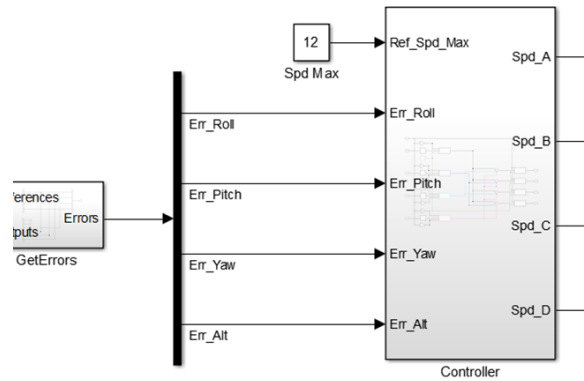 12
Spd Max
Ref_Spd_Max
Spd_A
Err_Roll
Err_Roll
Spd_B
Err_Pitch
Err_Pitch
ferences
Errors
tputs
GetErrors
Spd_C
Err_Yaw
Err_Yaw
Spd_D
Err_Alt
Err_Alt
Controller